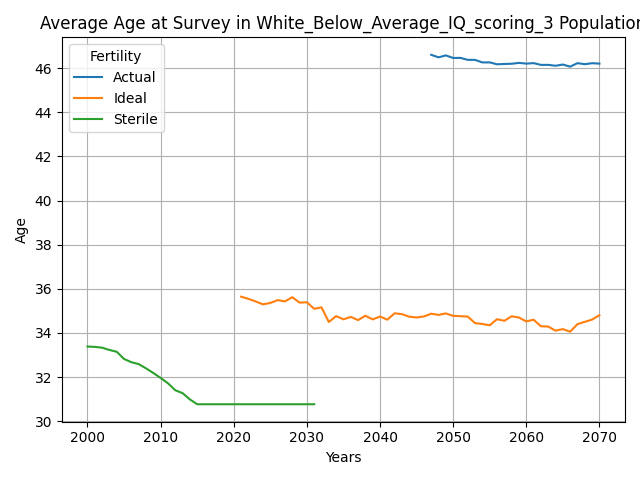 Average Age at Survey in White_Below_Average_IQ_scoring_3 Population
Fertility
Actual
Ideal
Sterile
46
44
42
40
38
36
34
32
30
Age
2000 2010 2020 2030 2040 2050 2060 2070
Years